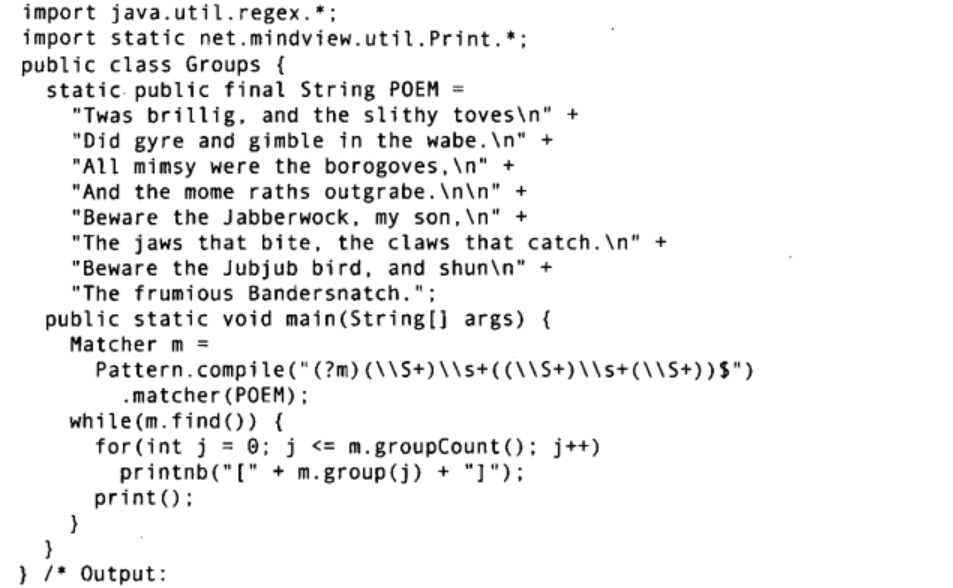 import java.util.regex.*;
import static net.mindview.util.Print.*;
public class Groups {
static public final String POEM =
"Twas brillig, and the slithy toves\n" +
"Did gyre and gimble in the wabe.\n" +
"All mimsy were the borogoves,\n" +
"And the mome raths outgrabe.\n\n" +
"Beware the Jabberwock, my son,\n" +
"The jaws that bite, the claws that catch.\n" +
"Beware the Jubjub bird, and shun\n" +
"The frumious Bandersnatch.";
public static void main(String[] args) {
Matcher m =
Pattern.compile("(?m)(\\S+)\\s+((\\S+)\\s+(\\S+))$")
.matcher(POEM);
while(m.find()) {
for(int j = 0; j <= m.groupCount(); j++)
printnb("[" + m.group(j) + "]");
print();
}
}
} /* Output: